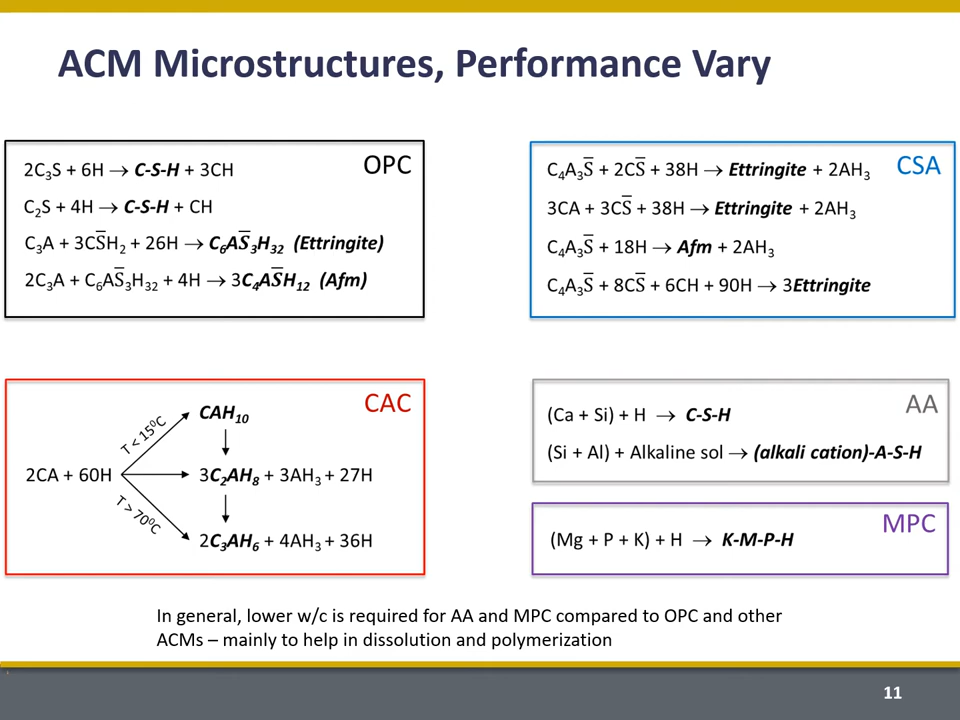 ACM Microstructures, Performance Vary
OPC
2C₃S + 6H → C-S-H + 3CH
C₂S + 4H → C-S-H + CH
C₃A + 3CS̅H₂ + 26H → C₆AS̅₃H₃₂ (Ettringite)
2C₃A + C₆AS̅₃H₃₂ + 4H → 3C₄AS̅H₁₂ (Afm)
CSA
C₄A₃S̅ + 2CS̅ + 38H → Ettringite + 2AH₃
3CA + 3CS̅ + 38H → Ettringite + 2AH₃
C₄A₃S̅ + 18H → Afm + 2AH₃
C₄A₃S̅ + 8CS̅ + 6CH + 90H → 3Ettringite
CAC
T < 15⁰C
CAH₁₀
2CA + 60H
3C₂AH₈ + 3AH₃ + 27H
T > 70⁰C
2C₃AH₆ + 4AH₃ + 36H
AA
(Ca + Si) + H → C-S-H
(Si + Al) + Alkaline sol → (alkali cation)-A-S-H
MPC
(Mg + P + K) + H → K-M-P-H
In general, lower w/c is required for AA and MPC compared to OPC and other
ACMs – mainly to help in dissolution and polymerization
11